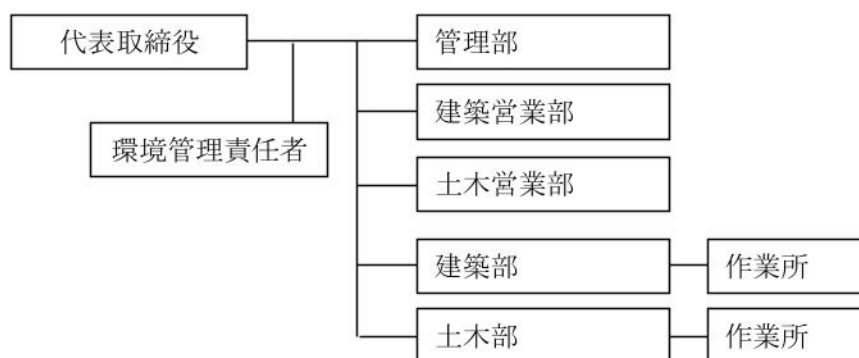 代表取締役
管理部
建築営業部
環境管理責任者
土木営業部
建築部
作業所
土木部
作業所